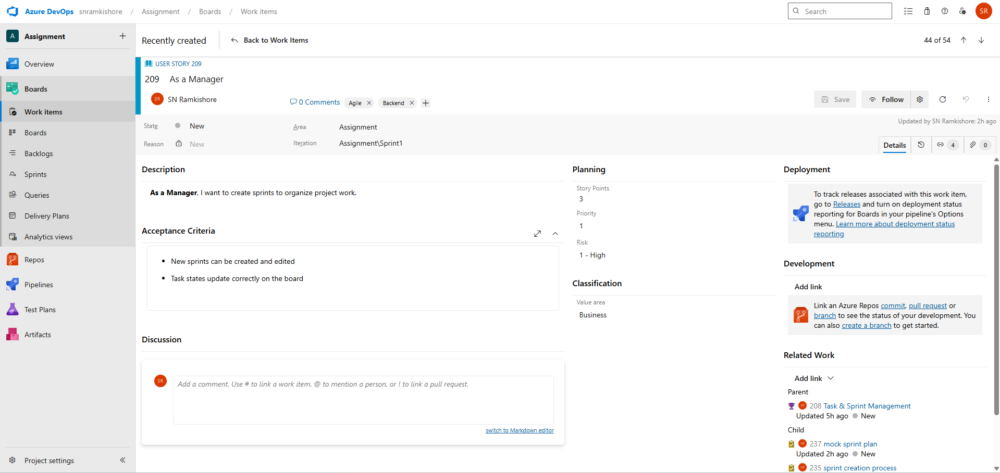 Azure DevOps snramkishore / Assignment / Boards / Work items
Search
SR
A Assignment
Recently created
Back to Work Items
44 of 54
Overview
Boards
Work items
Boards
Backlogs
Sprints
Queries
Delivery Plans
Analytics views
Repos
Pipelines
Test Plans
Artifacts
Project settings
USER STORY 209
209 As a Manager
SR SN Ramkishore
0 Comments
Agile
Backend
Save
Follow
State New
Area Assignment
Updated by SN Ramkishore: 2h ago
Reason New
Iteration Assignment\Sprint1
Details
4
0
Description
As a Manager, I want to create sprints to organize project work.
Acceptance Criteria
• New sprints can be created and edited
• Task states update correctly on the board
Discussion
SR
Add a comment. Use # to link a work item, @ to mention a person, or ! to link a pull request.
switch to Markdown editor
Planning
Story Points
3
Priority
1
Risk
1 - High
Classification
Value area
Business
Deployment
To track releases associated with this work item,
go to Releases and turn on deployment status
reporting for Boards in your pipeline's Options
menu. Learn more about deployment status
reporting
Development
Add link
Link an Azure Repos commit, pull request or
branch to see the status of your development. You
can also create a branch to get started.
Related Work
Add link
Parent
SR 208 Task & Sprint Management
Updated 5h ago New
Child
SR 237 mock sprint plan
Updated 2h ago New
SR 235 sprint creation process